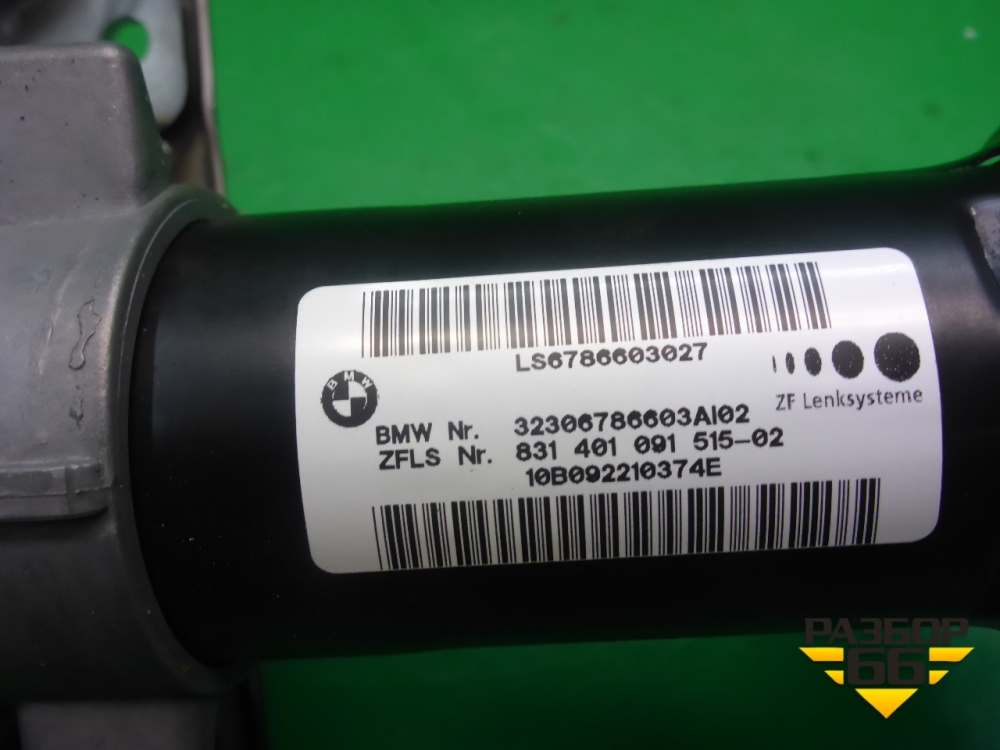 LS6786603027
BMW
ZF Lenksysteme
BMW Nr. 32306786603AI02
ZFLS Nr. 831 401 091 515-02
10B092210374E
РАЗБОР
66